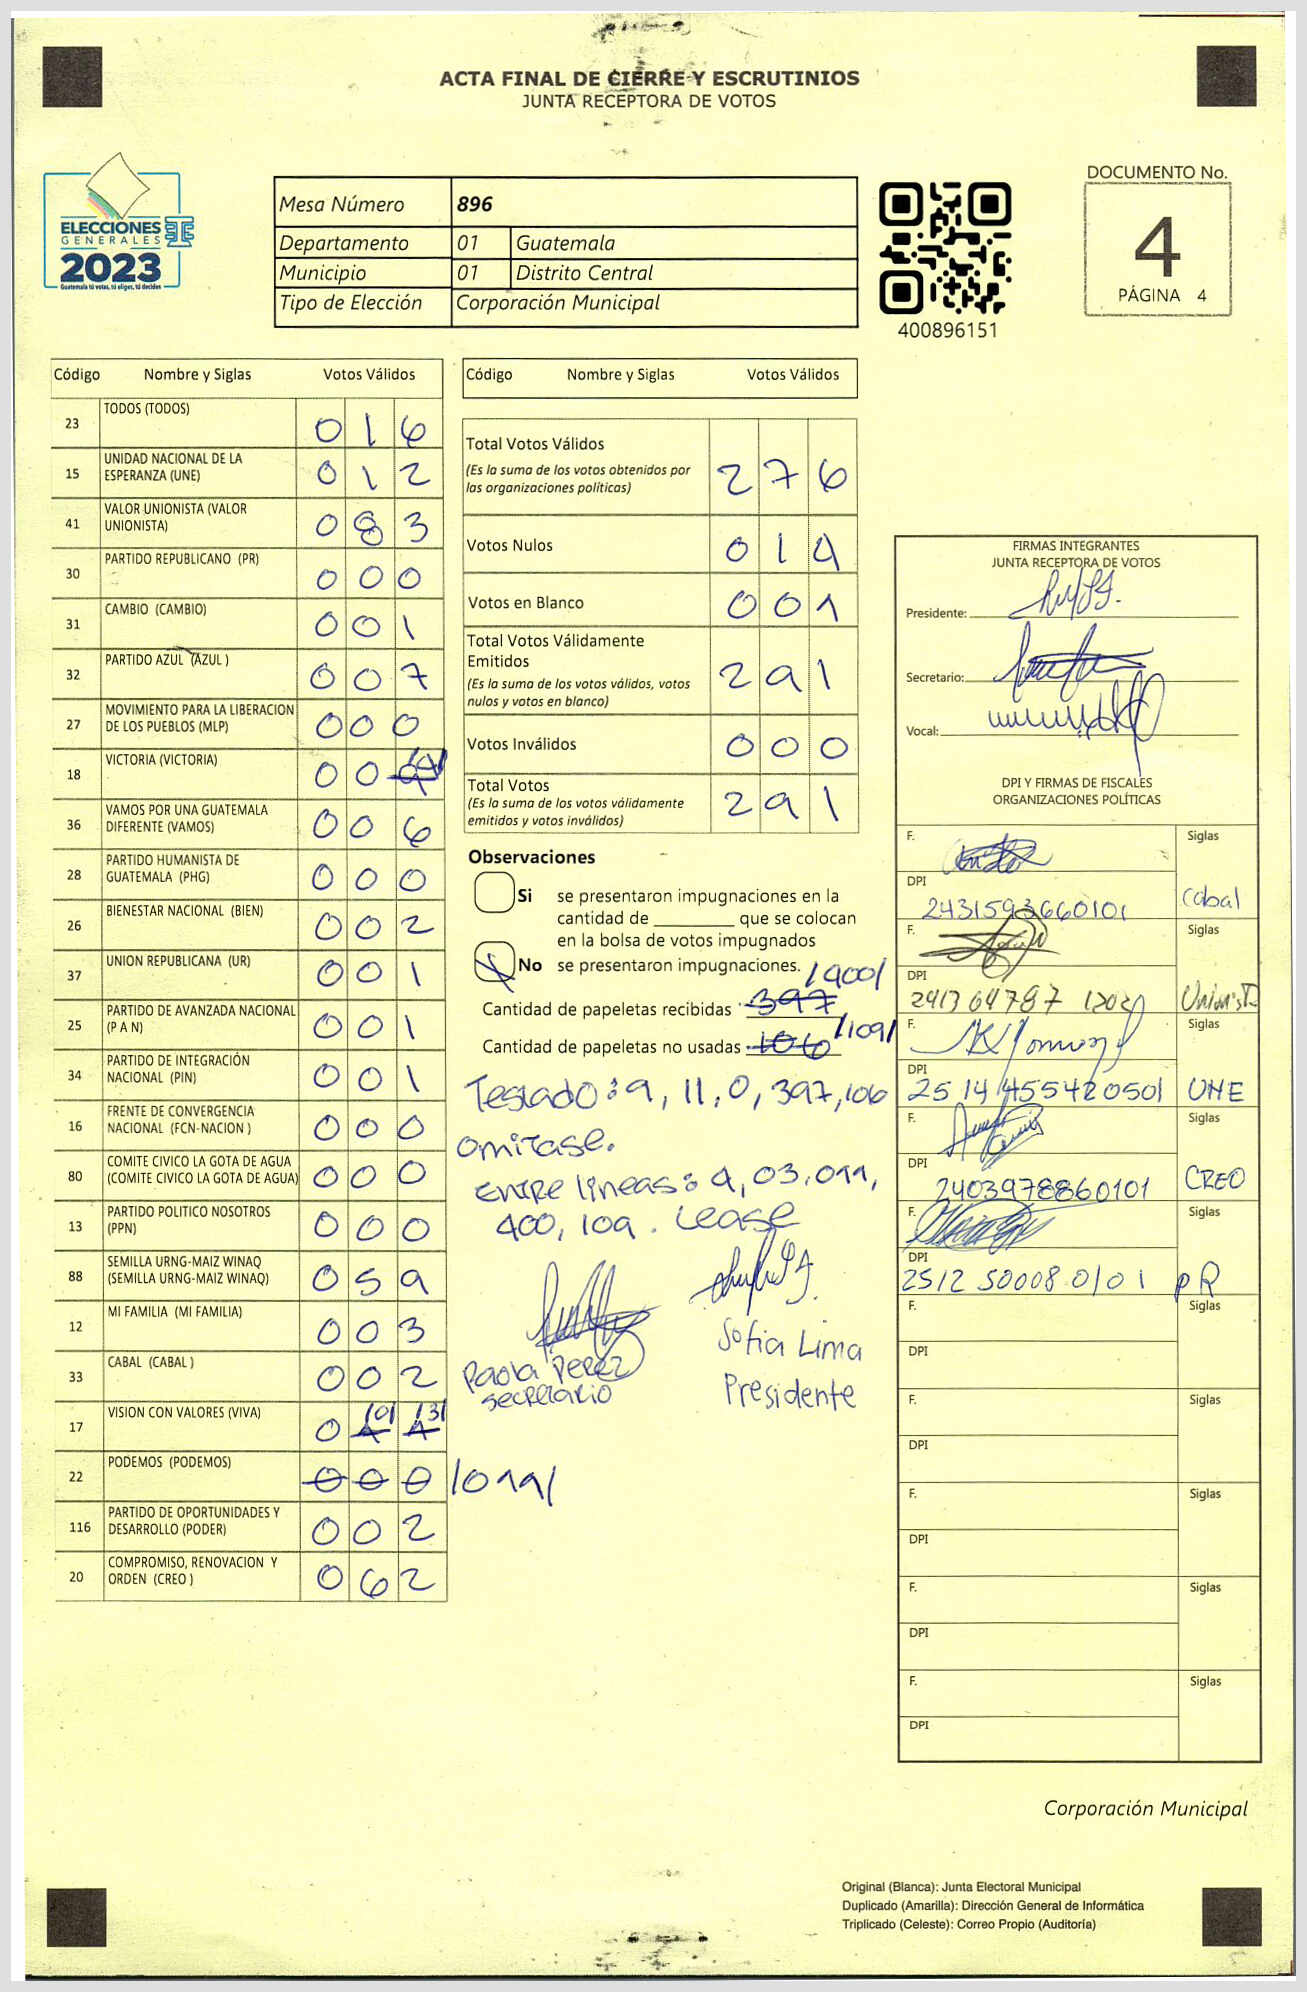 ACTA FINAL DE CIERRE Y ESCRUTINIOS
JUNTA RECEPTORA DE VOTOS
ELECCIONES
GENERALES
2023
Guatemala tú votas, tú eliges, tú decides
Mesa Número 896
Departamento 01 Guatemala
Municipio 01 Distrito Central
Tipo de Elección Corporación Municipal
400896151
DOCUMENTO No.
4
PÁGINA 4
Código Nombre y Siglas Votos Válidos
23 TODOS (TODOS) 0 1 6
15 UNIDAD NACIONAL DE LA ESPERANZA (UNE) 0 1 2
41 VALOR UNIONISTA (VALOR UNIONISTA) 0 8 3
30 PARTIDO REPUBLICANO (PR) 0 0 0
31 CAMBIO (CAMBIO) 0 0 1
32 PARTIDO AZUL (AZUL ) 0 0 7
27 MOVIMIENTO PARA LA LIBERACION DE LOS PUEBLOS (MLP) 0 0 0
18 VICTORIA (VICTORIA) 0 0 /4/
36 VAMOS POR UNA GUATEMALA DIFERENTE (VAMOS) 0 0 6
28 PARTIDO HUMANISTA DE GUATEMALA (PHG) 0 0 0
26 BIENESTAR NACIONAL (BIEN) 0 0 2
37 UNION REPUBLICANA (UR) 0 0 1
25 PARTIDO DE AVANZADA NACIONAL (P A N) 0 0 1
34 PARTIDO DE INTEGRACIÓN NACIONAL (PIN) 0 0 1
16 FRENTE DE CONVERGENCIA NACIONAL (FCN-NACION ) 0 0 0
80 COMITE CIVICO LA GOTA DE AGUA (COMITE CIVICO LA GOTA DE AGUA) 0 0 0
13 PARTIDO POLITICO NOSOTROS (PPN) 0 0 0
88 SEMILLA URNG-MAIZ WINAQ (SEMILLA URNG-MAIZ WINAQ) 0 5 9
12 MI FAMILIA (MI FAMILIA) 0 0 3
33 CABAL (CABAL ) 0 0 2
17 VISION CON VALORES (VIVA) 0 /0/ /3/
22 PODEMOS (PODEMOS) 0 0 0 /011/
116 PARTIDO DE OPORTUNIDADES Y DESARROLLO (PODER) 0 0 2
20 COMPROMISO, RENOVACION Y ORDEN (CREO ) 0 6 2
Código Nombre y Siglas Votos Válidos
Total Votos Válidos 2 7 6
(Es la suma de los votos obtenidos por
las organizaciones políticas)
Votos Nulos 0 1 4
Votos en Blanco 0 0 1
Total Votos Válidamente
Emitidos 2 9 1
(Es la suma de los votos válidos, votos
nulos y votos en blanco)
Votos Inválidos 0 0 0
Total Votos 2 9 1
(Es la suma de los votos válidamente
emitidos y votos inválidos)
Observaciones
Si se presentaron impugnaciones en la
cantidad de ________ que se colocan
en la bolsa de votos impugnados
No se presentaron impugnaciones.
Cantidad de papeletas recibidas 397 /400/
Cantidad de papeletas no usadas 106 /109/
Testado: 9, 11, 0, 397, 106
omitase.
Entre lineas: 4, 03, 011,
400, 109. Lease
Paola Perez
secretario
Sofia Lima
Presidente
FIRMAS INTEGRANTES
JUNTA RECEPTORA DE VOTOS
Presidente:
Secretario:
Vocal:
DPI Y FIRMAS DE FISCALES
ORGANIZACIONES POLÍTICAS
F. Siglas
DPI 2431593660101 Cabal
F. Siglas
DPI 241364787 1202 Unionist
F. Siglas
DPI 25 14 45542 0501 UNE
F. Siglas
DPI 2403978860101 CREO
F. Siglas
DPI 2512 50008 0101 PR
F. Siglas
DPI
F. Siglas
DPI
F. Siglas
DPI
F. Siglas
DPI
F. Siglas
DPI
Corporación Municipal
Original (Blanca): Junta Electoral Municipal
Duplicado (Amarilla): Dirección General de Informática
Triplicado (Celeste): Correo Propio (Auditoría)